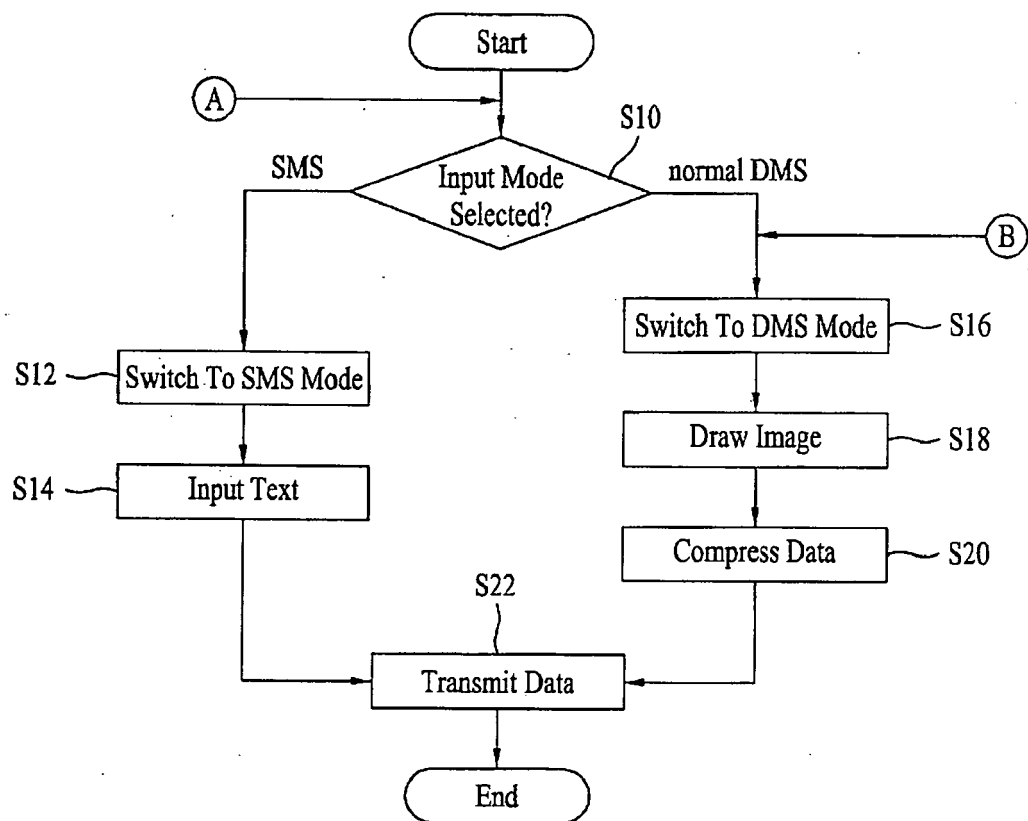 Start
A
S10
SMS
Input Mode
Selected?
normal DMS
B
Switch To DMS Mode
S16
S12
Switch To SMS Mode
Draw Image
S18
S14
Input Text
Compress Data
S20
S22
Transmit Data
End